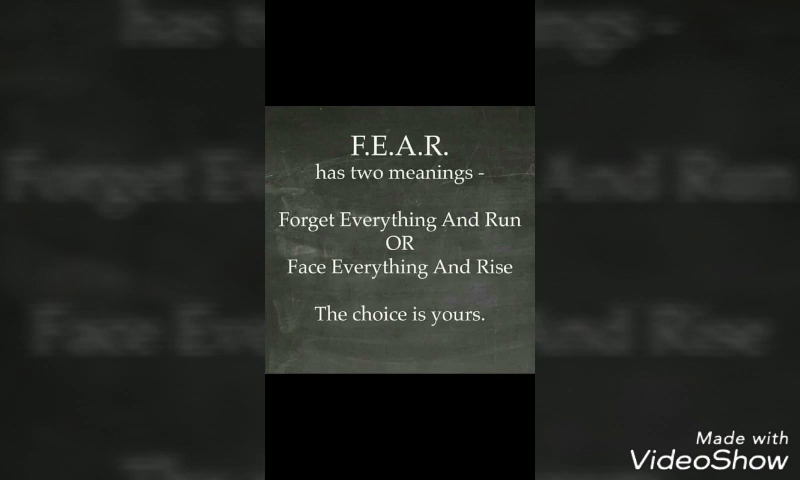 F.E.A.R.
has two meanings -
Forget Everything And Run
OR
Face Everything And Rise
The choice is yours.
Made with
VideoShow